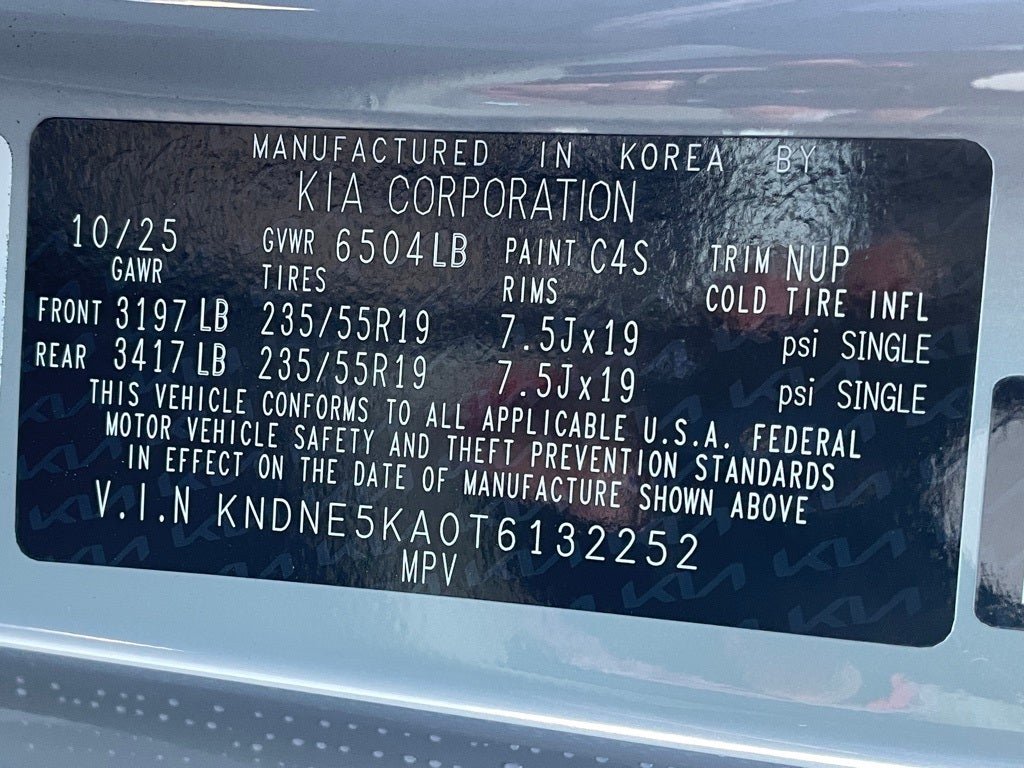 MANUFACTURED IN KOREA BY
KIA CORPORATION
10/25 GVWR 6504LB PAINT C4S TRIM NUP
GAWR TIRES RIMS COLD TIRE INFL
FRONT 3197 LB 235/55R19 7.5Jx19 psi SINGLE
REAR 3417 LB 235/55R19 7.5Jx19 psi SINGLE
THIS VEHICLE CONFORMS TO ALL APPLICABLE U.S.A. FEDERAL
MOTOR VEHICLE SAFETY AND THEFT PREVENTION STANDARDS
IN EFFECT ON THE DATE OF MANUFACTURE SHOWN ABOVE
V.I.N KNDNE5KA0T6132252
MPV